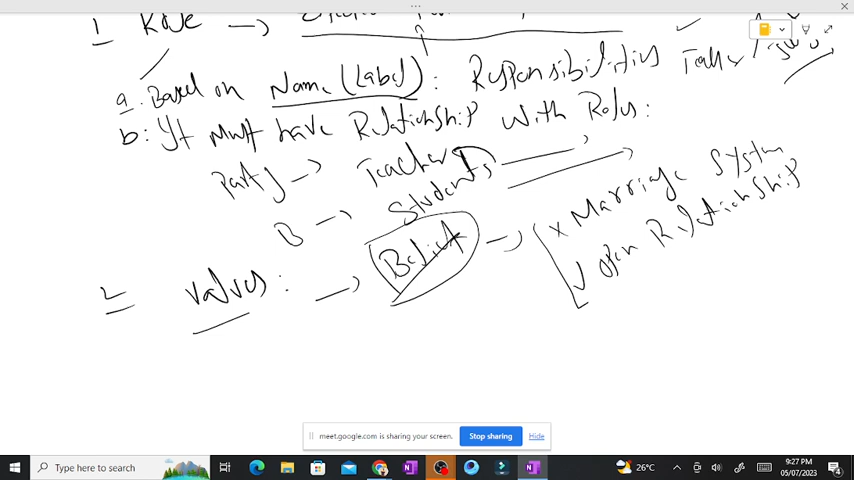 1 Role →
a. Based on Name (Label) : Responsibilities
b: It Must have Relationship with Roles:
Party → Teacher
B → Students
2 values: → Belief → x Marriage System
✓ open Relationship
meet.google.com is sharing your screen. Stop sharing Hide
Type here to search
26°C
9:27 PM
05/07/2023
4